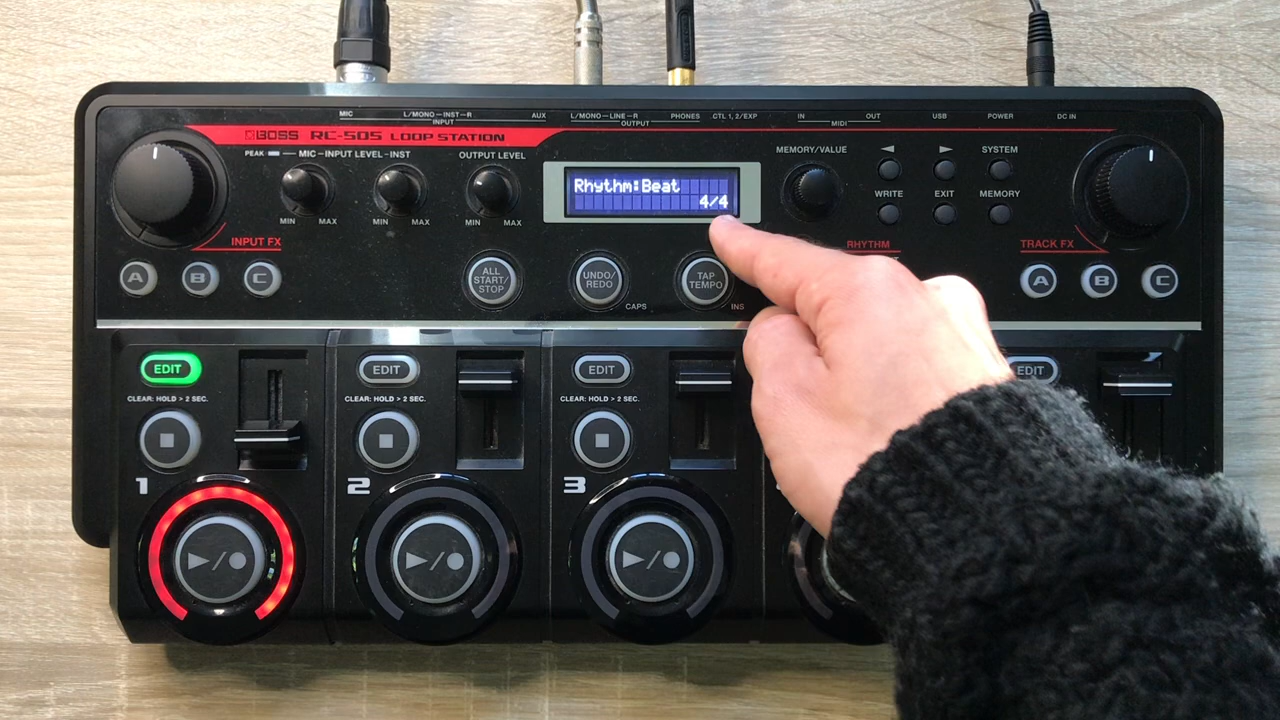 MIC L/MONO—INST—R AUX L/MONO—LINE—R PHONES CTL 1, 2/EXP IN OUT USB POWER DC IN
INPUT OUTPUT MIDI
BOSS RC-505 LOOP STATION
PEAK MIC—INPUT LEVEL—INST OUTPUT LEVEL MEMORY/VALUE ◄ ► SYSTEM
Rhythm:Beat
4/4
WRITE EXIT MEMORY
MIN MAX MIN MAX MIN MAX
INPUT FX RHYTHM TRACK FX
A B C ALL START/STOP UNDO/REDO TAP TEMPO A B C
CAPS INS
EDIT EDIT EDIT EDIT
CLEAR: HOLD > 2 SEC. CLEAR: HOLD > 2 SEC. CLEAR: HOLD > 2 SEC.
1 2 3